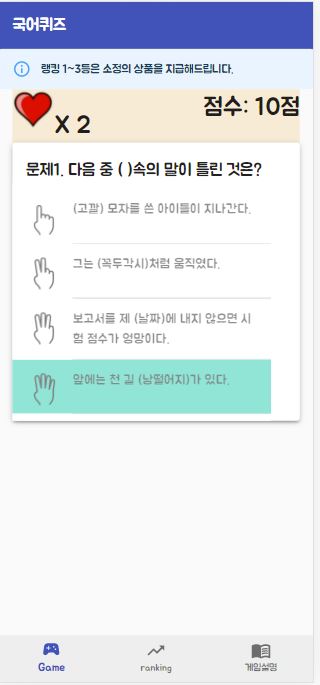 국어퀴즈
랭킹 1~3등은 소정의 상품을 지급해드립니다.
X 2
점수: 10점
문제1. 다음 중 ( )속의 말이 틀린 것은?
(고깔) 모자를 쓴 아이들이 지나간다.
그는 (꼭두각시)처럼 움직였다.
보고서를 제 (날짜)에 내지 않으면 시
험 점수가 엉망이다.
앞에는 천 길 (낭떨어지)가 있다.
Game
ranking
게임설명